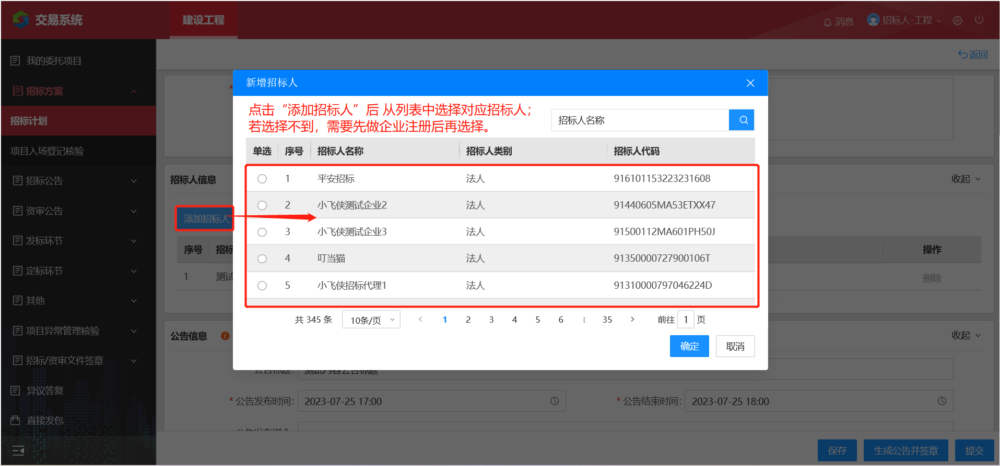 交易系统
建设工程
消息
招标人-工程
返回
我的委托项目
招标方案
招标计划
项目入场登记核验
招标公告
资审公告
发标环节
定标环节
其他
项目异常管理核验
招标/资审文件签章
异议答复
直接发包
*
招标人信息
收起
添加招标人
序号 招标 操作
1 测试 删除
公告信息
收起
新增招标人
点击“添加招标人”后 从列表中选择对应招标人；
若选择不到，需要先做企业注册后再选择。
招标人名称
单选 序号 招标人名称 招标人类别 招标人代码
1 平安招标 法人 916101153223231608
2 小飞侠测试企业2 法人 91440605MA53ETXX47
3 小飞侠测试企业3 法人 91500112MA601PH50J
4 叮当猫 法人 91350000727900106T
5 小飞侠招标代理1 法人 91310000797046224D
共 345 条 10条/页 < 1 2 3 4 5 6 ⋮ 35 > 前往 1 页
确定 取消
公告标题： 测试内容公告标题
* 公告发布时间： 2023-07-25 17:00
* 公告结束时间： 2023-07-25 18:00
保存 生成公告并签章 提交